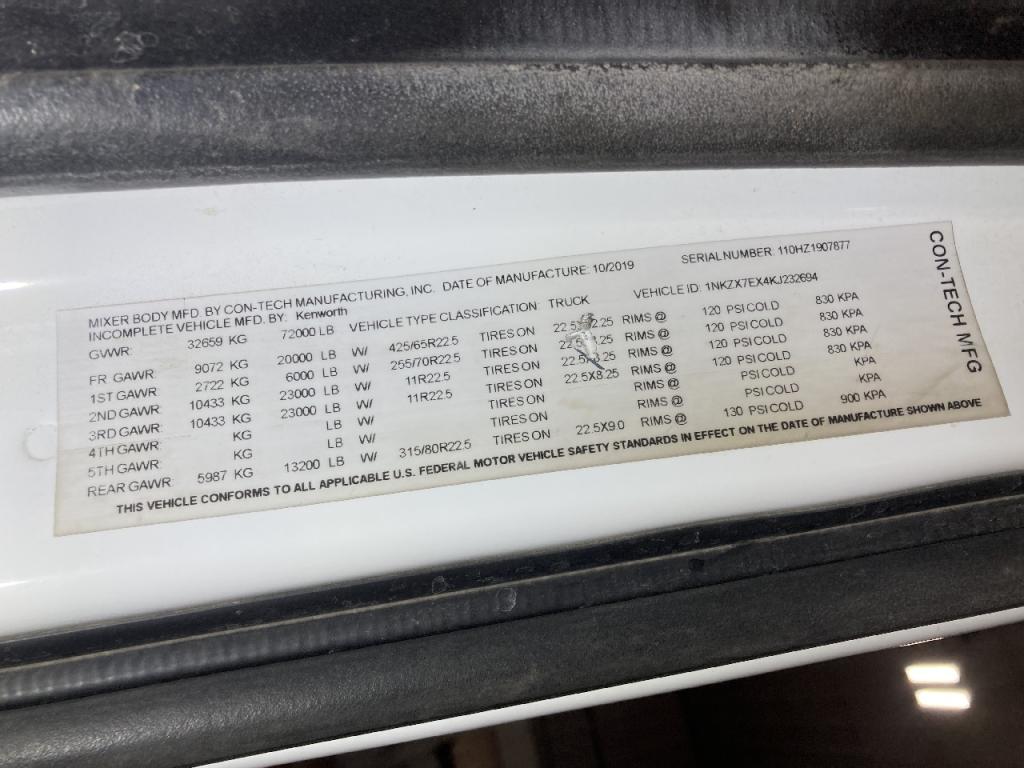 MIXER BODY MFD. BY CON-TECH MANUFACTURING, INC. DATE OF MANUFACTURE: 10/2019 SERIAL NUMBER: 110HZ1907877
INCOMPLETE VEHICLE MFD. BY: Kenworth
GVWR: 32659 KG 72000 LB VEHICLE TYPE CLASSIFICATION: TRUCK VEHICLE ID: 1NKZX7EX4KJ232694
FR GAWR: 9072 KG 20000 LB W/ 425/65R22.5 TIRES ON RIMS @ 120 PSI COLD 830 KPA
1ST GAWR: 2722 KG 6000 LB W/ 255/70R22.5 TIRES ON RIMS @ 120 PSI COLD 830 KPA
2ND GAWR: 10433 KG 23000 LB W/ 11R22.5 TIRES ON 22.5X8.25 RIMS @ 120 PSI COLD 830 KPA
3RD GAWR: 10433 KG 23000 LB W/ 11R22.5 TIRES ON 22.5X8.25 RIMS @ 120 PSI COLD 830 KPA
4TH GAWR: KG LB W/ TIRES ON RIMS @ PSI COLD KPA
5TH GAWR: KG LB W/ TIRES ON RIMS @ PSI COLD KPA
REAR GAWR: 5987 KG 13200 LB W/ 315/80R22.5 TIRES ON 22.5X9.0 RIMS @ 130 PSI COLD 900 KPA
THIS VEHICLE CONFORMS TO ALL APPLICABLE U.S. FEDERAL MOTOR VEHICLE SAFETY STANDARDS IN EFFECT ON THE DATE OF MANUFACTURE SHOWN ABOVE
CON-TECH MFG